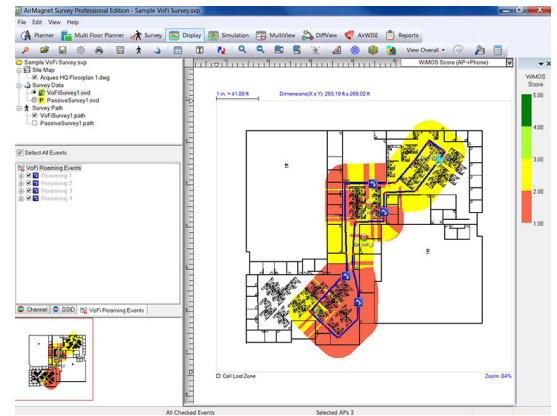 AirMagnet Survey Professional Edition - Sample VoFi Survey.svp
File Edit View Help
Planner Multi Floor Planner Survey Display Simulation MultiView DiffView AirWISE Reports
View Overall
Sample VoFi Survey.svp
Site Map
Arques HQ Floorplan 1.dwg
Survey Data
VoFiSurvey1.svd
PassiveSurvey1.svd
Survey Path
VoFiSurvey1.path
PassiveSurvey1.path
Select All Events
VoFi Roaming Events
Roaming 1
Roaming 2
Roaming 3
Roaming 4
Channel SSID VoFi Roaming Events
WiMOS Score (AP->Phone)
1 in. = 41.88 ft Dimensions(X x Y): 293.19 ft x 269.02 ft
Call Lost Zone
Zoom: 84%
WiMOS
Score
5.00
4.00
3.00
2.00
1.00
All Checked Events Selected APs 3